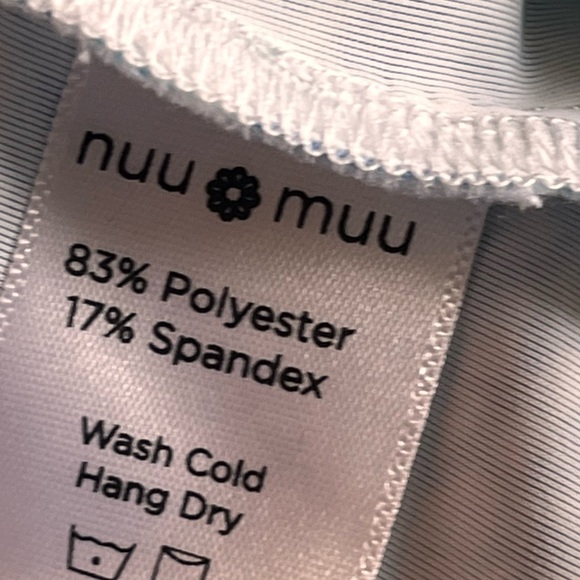 nuu muu
83% Polyester
17% Spandex
Wash Cold
Hang Dry